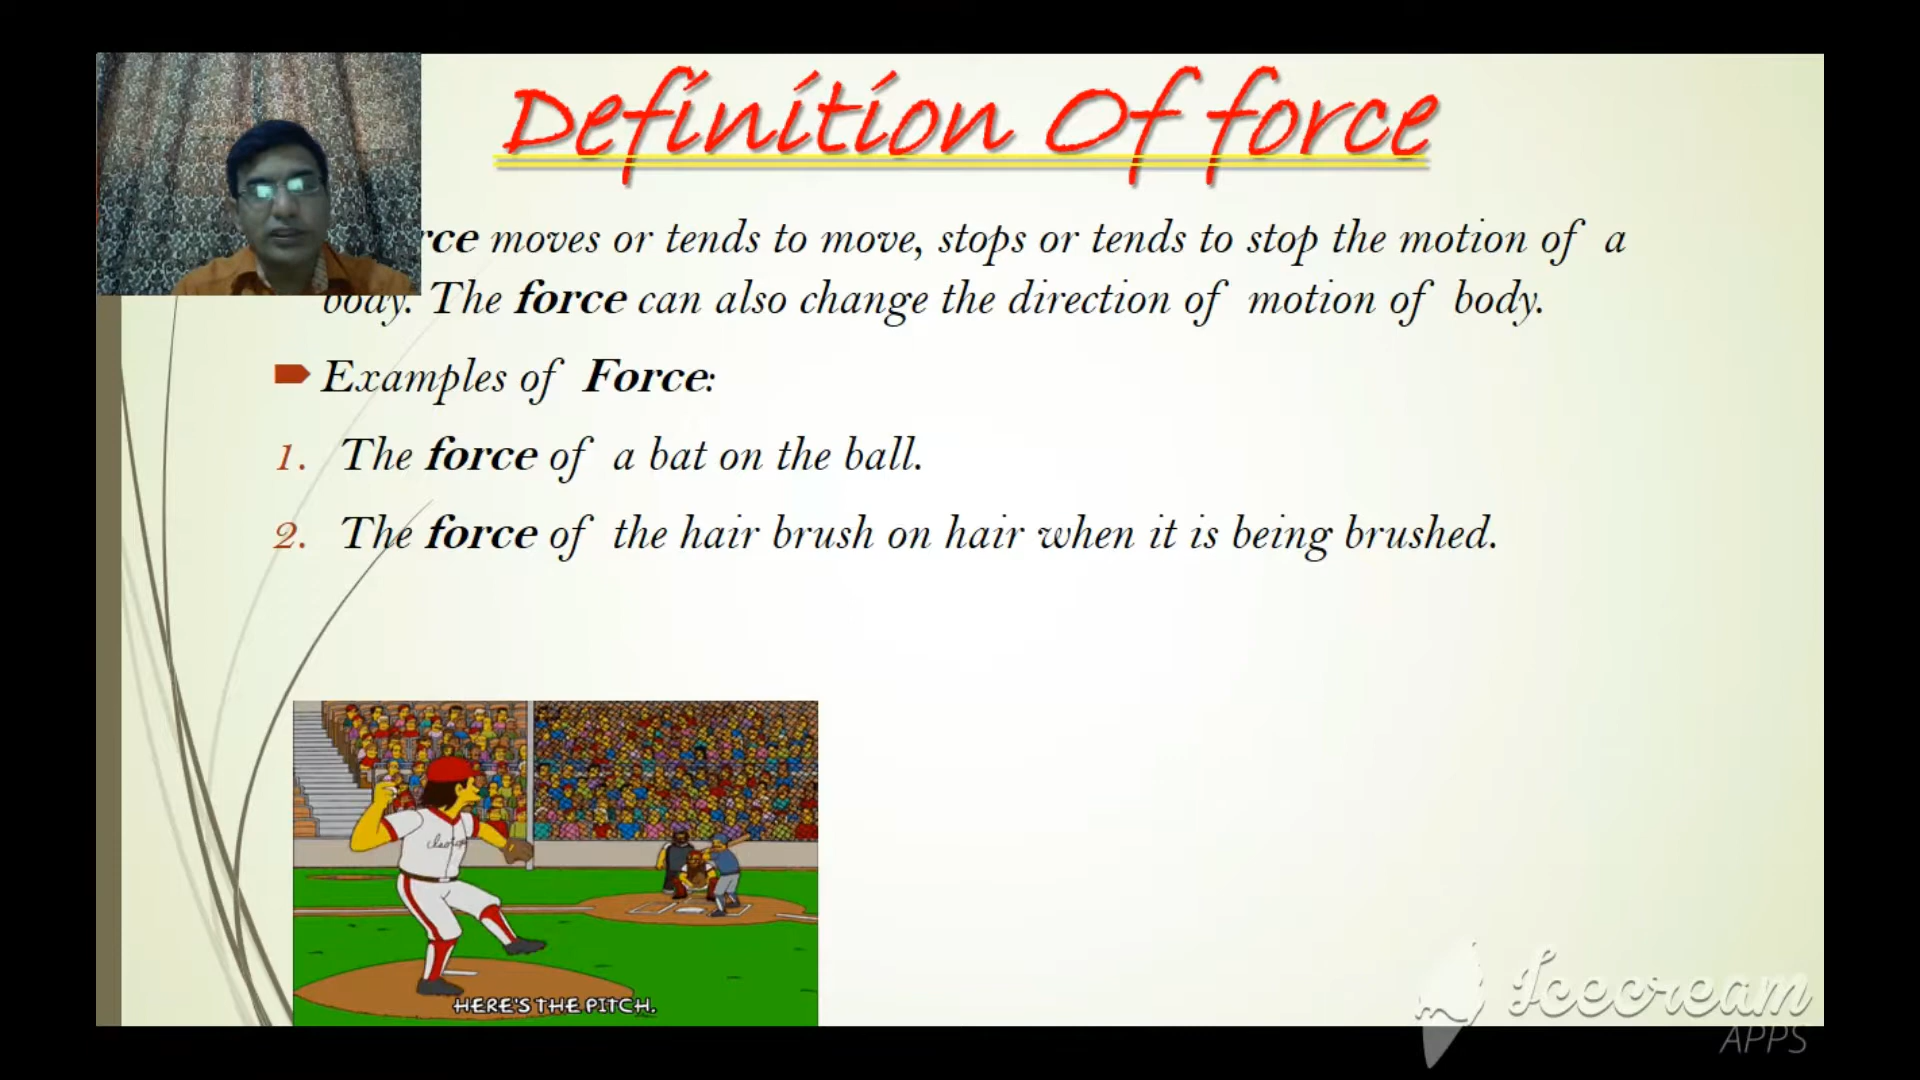 Definition Of force
moves or tends to move, stops or tends to stop the motion of a
body. The force can also change the direction of motion of body.
Examples of Force:
1. The force of a bat on the ball.
2. The force of the hair brush on hair when it is being brushed.
HERE'S THE PITCH.
Icecream
APPS